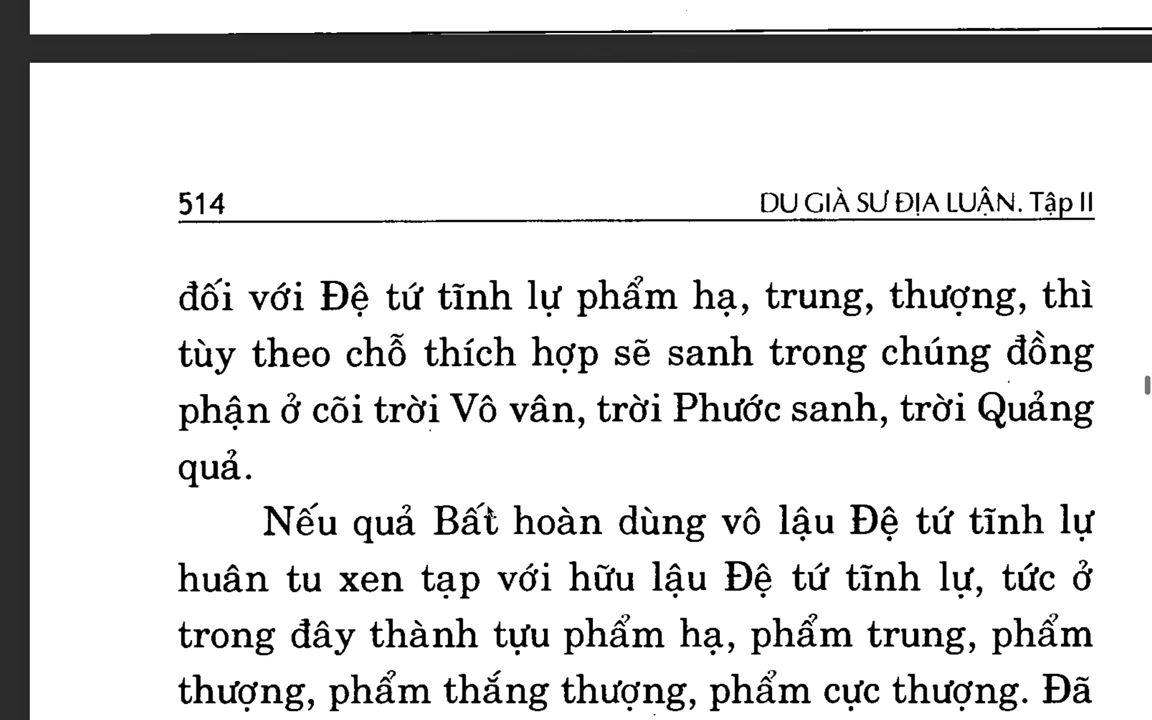 514
DU GIÀ SƯ ĐỊA LUẬN. Tập II
đối với Đệ tứ tĩnh lự phẩm hạ, trung, thượng, thì
tùy theo chỗ thích hợp sẽ sanh trong chúng đồng
phận ở cõi trời Vô vân, trời Phước sanh, trời Quảng
quả.
Nếu quả Bất hoàn dùng vô lậu Đệ tứ tĩnh lự
huân tu xen tạp với hữu lậu Đệ tứ tĩnh lự, tức ở
trong đây thành tựu phẩm hạ, phẩm trung, phẩm
thượng, phẩm thắng thượng, phẩm cực thượng. Đã